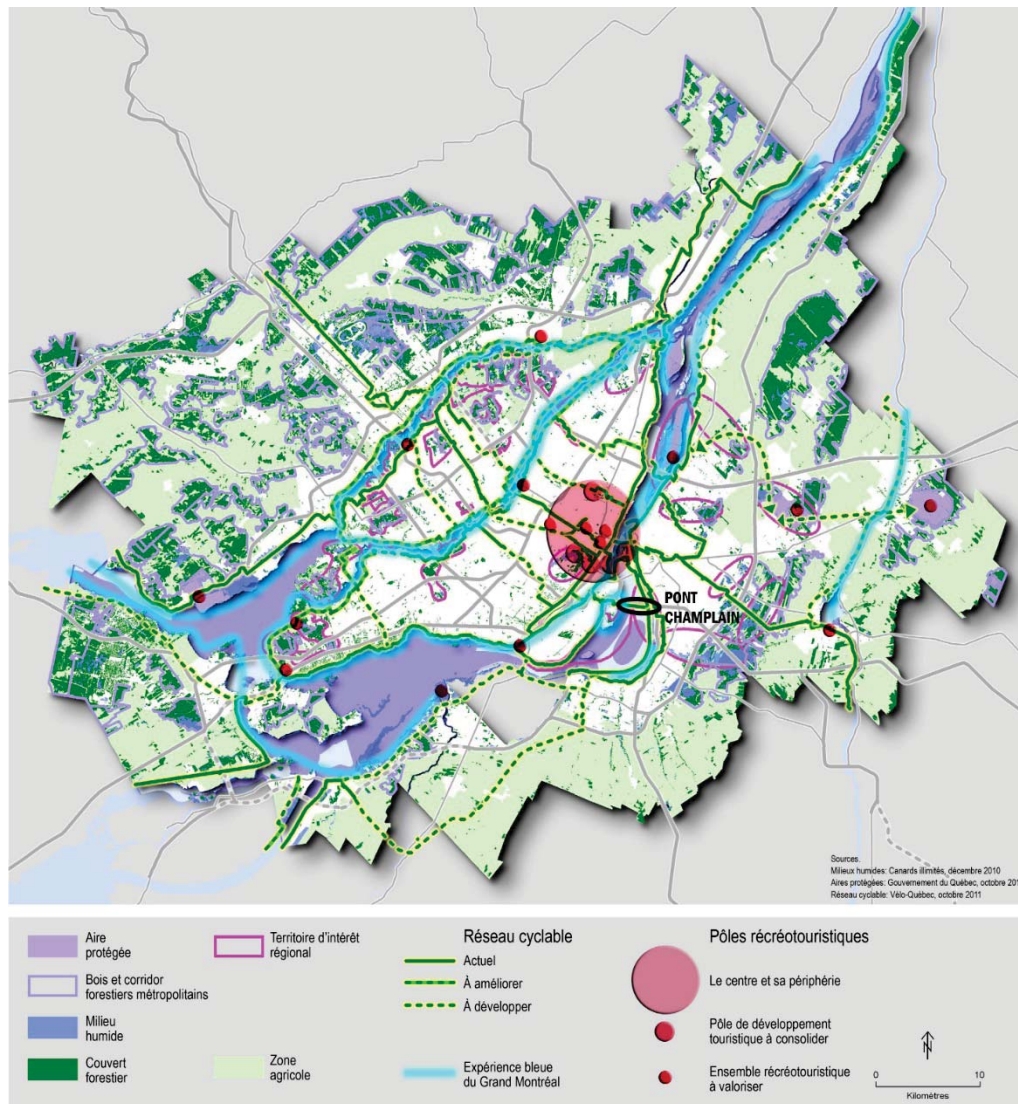 PONT
CHAMPLAIN
Sources.
Milieux humides: Canards illimités, décembre 2010
Aires protégées: Gouvernement du Québec, octobre 201
Réseau cyclable: Vélo-Québec, octobre 2011
Aire
protégée
Bois et corridor
forestiers métropolitains
Milieu
humide
Couvert
forestier
Territoire d'intérêt
régional
Zone
agricole
Réseau cyclable
Actuel
À améliorer
À développer
Expérience bleue
du Grand Montréal
Pôles récréotouristiques
Le centre et sa périphérie
Pôle de développement
touristique à consolider
Ensemble récréotouristique
à valoriser
N
0 10
Kilomètres